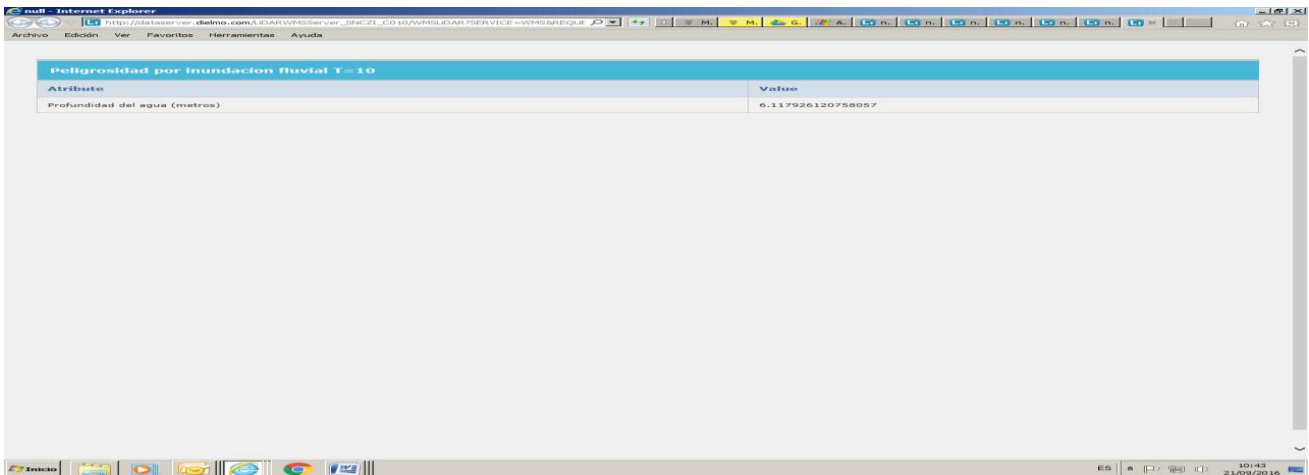 null - Internet Explorer
http://dataserver.dielmo.com/LiDARWMSServer_SNCZI_C010/WMSLiDAR?SERVICE=WMS&REQUE
M. M. G. A. n. n. n. n. n.
Archivo Edición Ver Favoritos Herramientas Ayuda
Peligrosidad por inundacion fluvial T=10
Atribute Value
Profundidad del agua (metros) 6.117926120758057
Inicio ES 10:43
21/09/2016